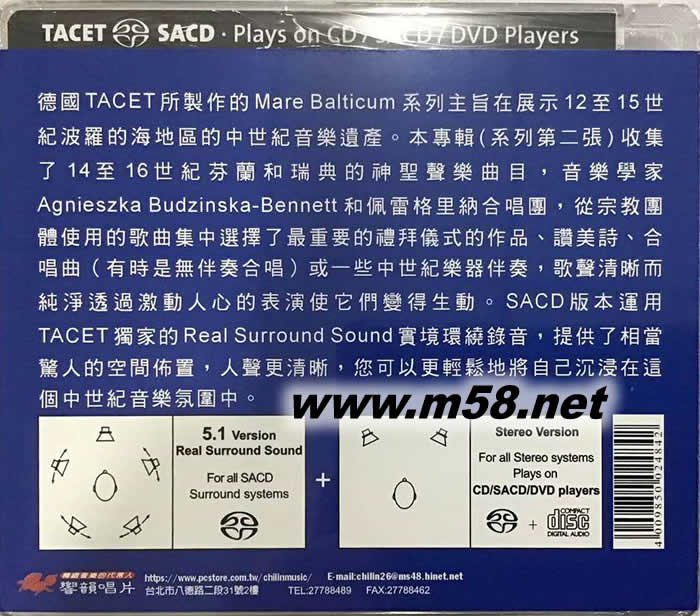 TACET SACD · Plays on CD/SACD/DVD Players
德國TACET所製作的Mare Balticum系列主旨在展示12至15世
紀波羅的海地區的中世紀音樂遺產。本專輯(系列第二張)收集
了14至16世紀芬蘭和瑞典的神聖聲樂曲目，音樂學家
Agnieszka Budzinska-Bennett和佩雷格里納合唱團，從宗教團
體使用的歌曲集中選擇了最重要的禮拜儀式的作品、讚美詩、合
唱曲（有時是無伴奏合唱）或一些中世紀樂器伴奏，歌聲清晰而
純淨透過激動人心的表演使它們變得生動。SACD版本運用
TACET獨家的Real Surround Sound實境環繞錄音，提供了相當
驚人的空間佈置，人聲更清晰，您可以更輕鬆地將自己沉浸在這
個中世紀音樂氛圍中。
www.m58.net
5.1 Version
Real Surround Sound
For all SACD
Surround systems
+
Stereo Version
For all Stereo systems
Plays on
CD/SACD/DVD players
+
COMPACT
disc
DIGITAL AUDIO
4 009850 024842
精緻音樂的代言人
響韻唱片
https://www.pcstore.com.tw/chilinmusic/ E-mail:chilin26@ms48.hinet.net
台北市八德路二段31號2樓 TEL:27788489 FAX:27788462